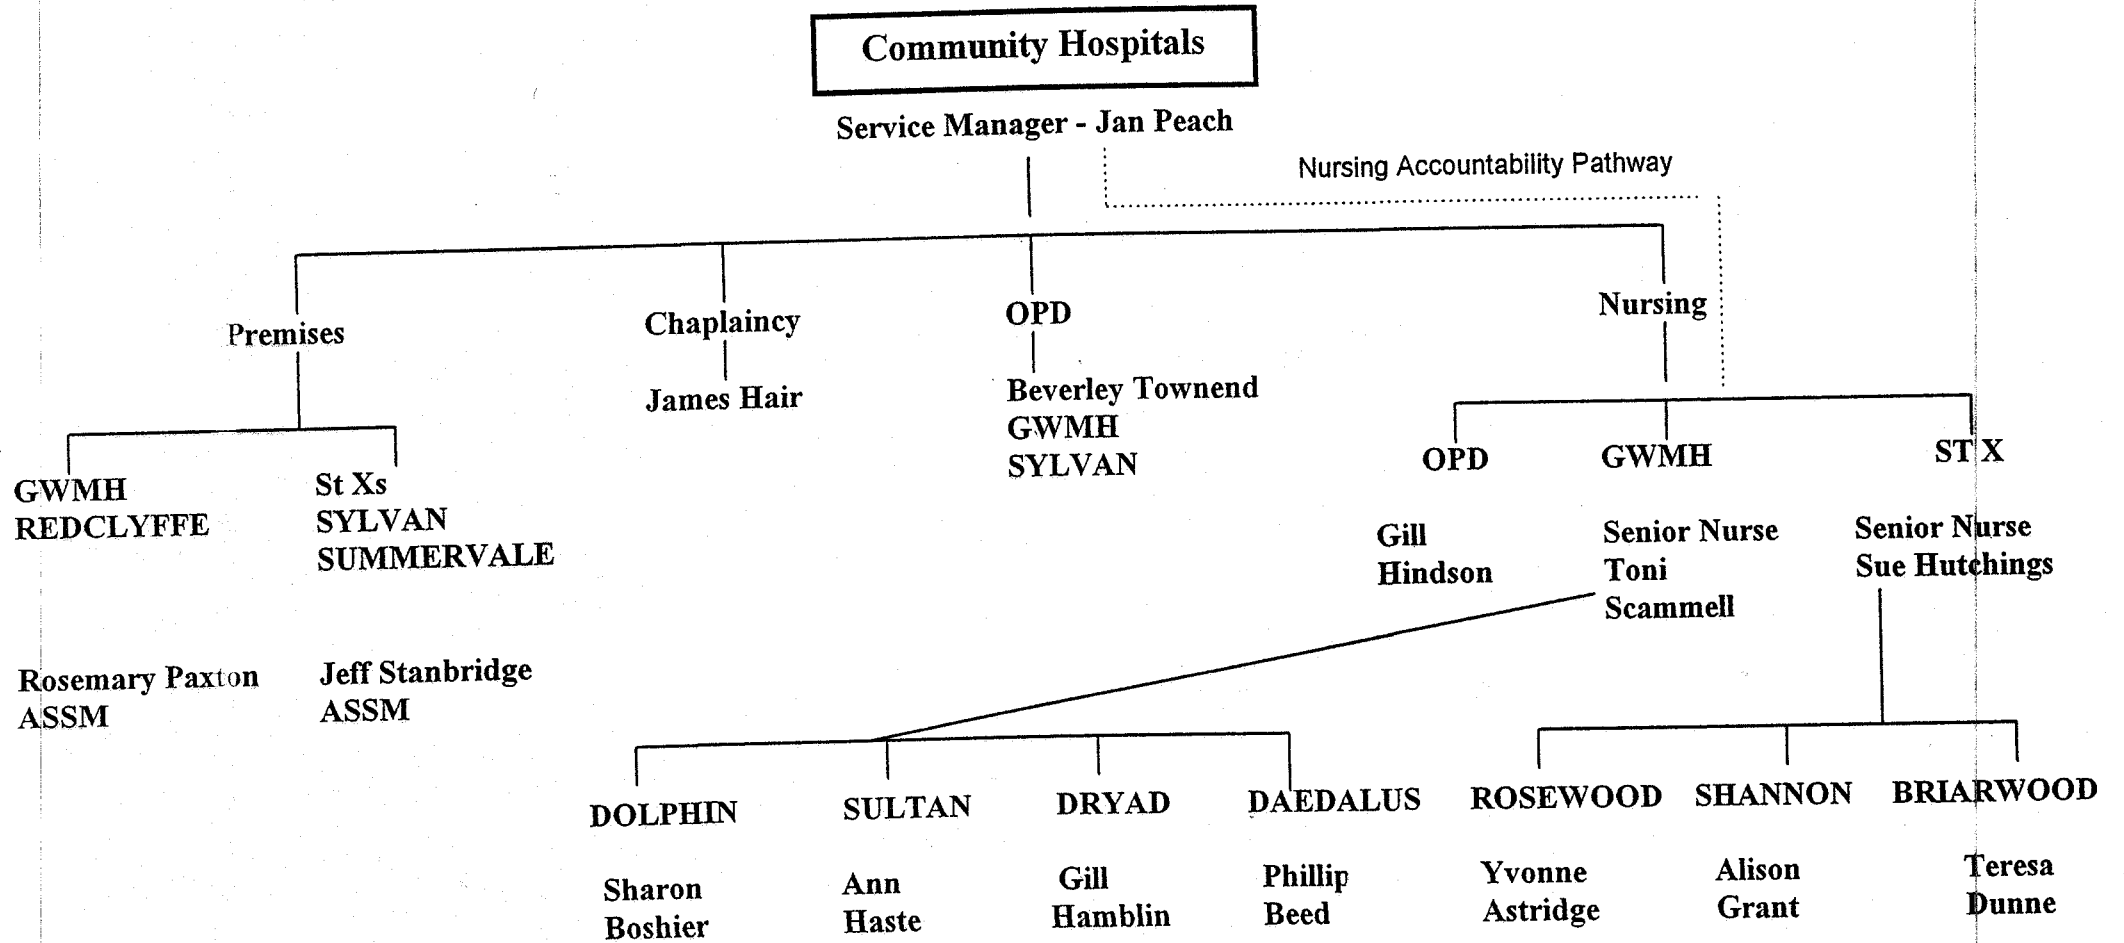 Community Hospitals
Service Manager - Jan Peach
Nursing Accountability Pathway
Premises
Chaplaincy
OPD
Nursing
James Hair
Beverley Townend
GWMH
SYLVAN
GWMH
REDCLYFFE
St Xs
SYLVAN
SUMMERVALE
Rosemary Paxton
ASSM
Jeff Stanbridge
ASSM
OPD
GWMH
ST X
Gill
Hindson
Senior Nurse
Toni
Scammell
Senior Nurse
Sue Hutchings
DOLPHIN
SULTAN
DRYAD
DAEDALUS
ROSEWOOD
SHANNON
BRIARWOOD
Sharon
Boshier
Ann
Haste
Gill
Hamblin
Phillip
Beed
Yvonne
Astridge
Alison
Grant
Teresa
Dunne